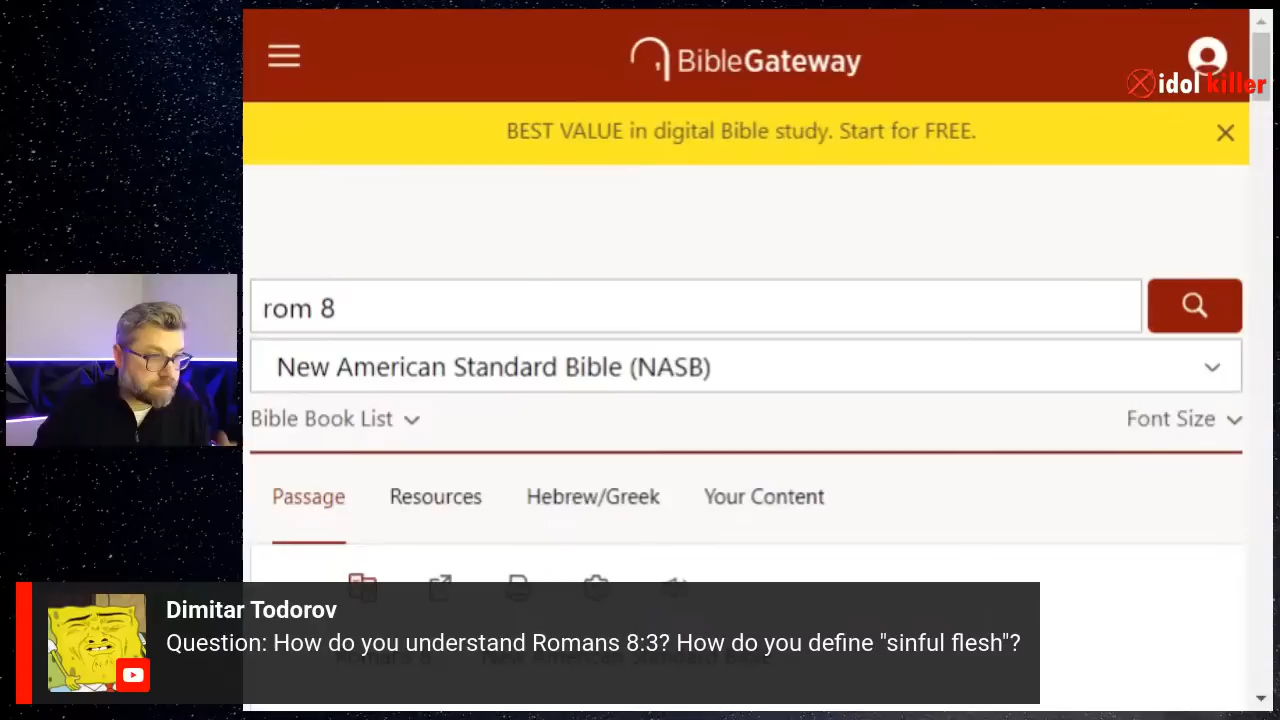 BibleGateway
idol killer
BEST VALUE in digital Bible study. Start for FREE.
rom 8
New American Standard Bible (NASB)
Bible Book List
Font Size
Passage
Resources
Hebrew/Greek
Your Content
Dimitar Todorov
Question: How do you understand Romans 8:3? How do you define "sinful flesh"?